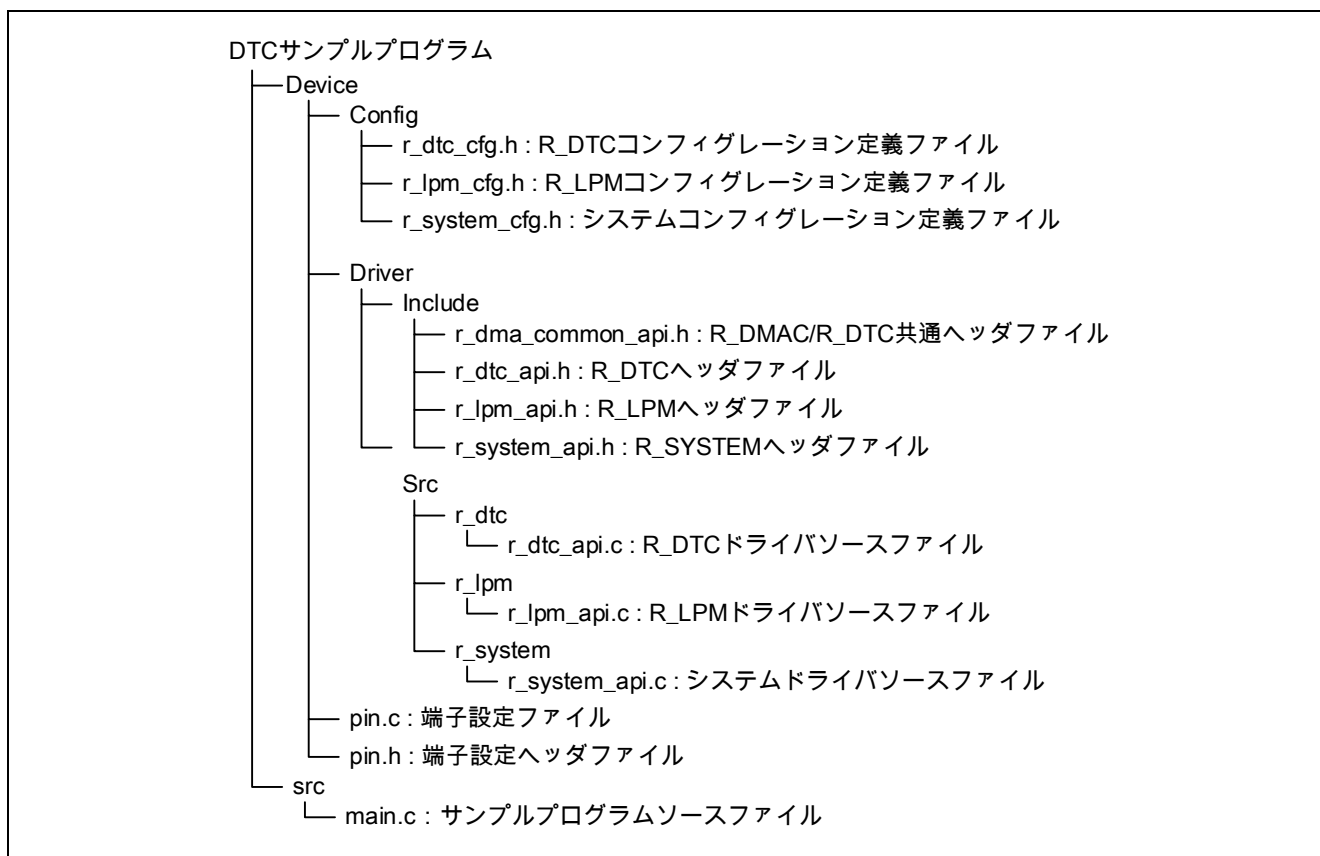 DTCサンプルプログラム
Device
Config
r_dtc_cfg.h : R_DTCコンフィグレーション定義ファイル
r_lpm_cfg.h : R_LPMコンフィグレーション定義ファイル
r_system_cfg.h : システムコンフィグレーション定義ファイル
Driver
Include
r_dma_common_api.h : R_DMAC/R_DTC共通ヘッダファイル
r_dtc_api.h : R_DTCヘッダファイル
r_lpm_api.h : R_LPMヘッダファイル
r_system_api.h : R_SYSTEMヘッダファイル
Src
r_dtc
r_dtc_api.c : R_DTCドライバソースファイル
r_lpm
r_lpm_api.c : R_LPMドライバソースファイル
r_system
r_system_api.c : システムドライバソースファイル
pin.c : 端子設定ファイル
pin.h : 端子設定ヘッダファイル
src
main.c : サンプルプログラムソースファイル